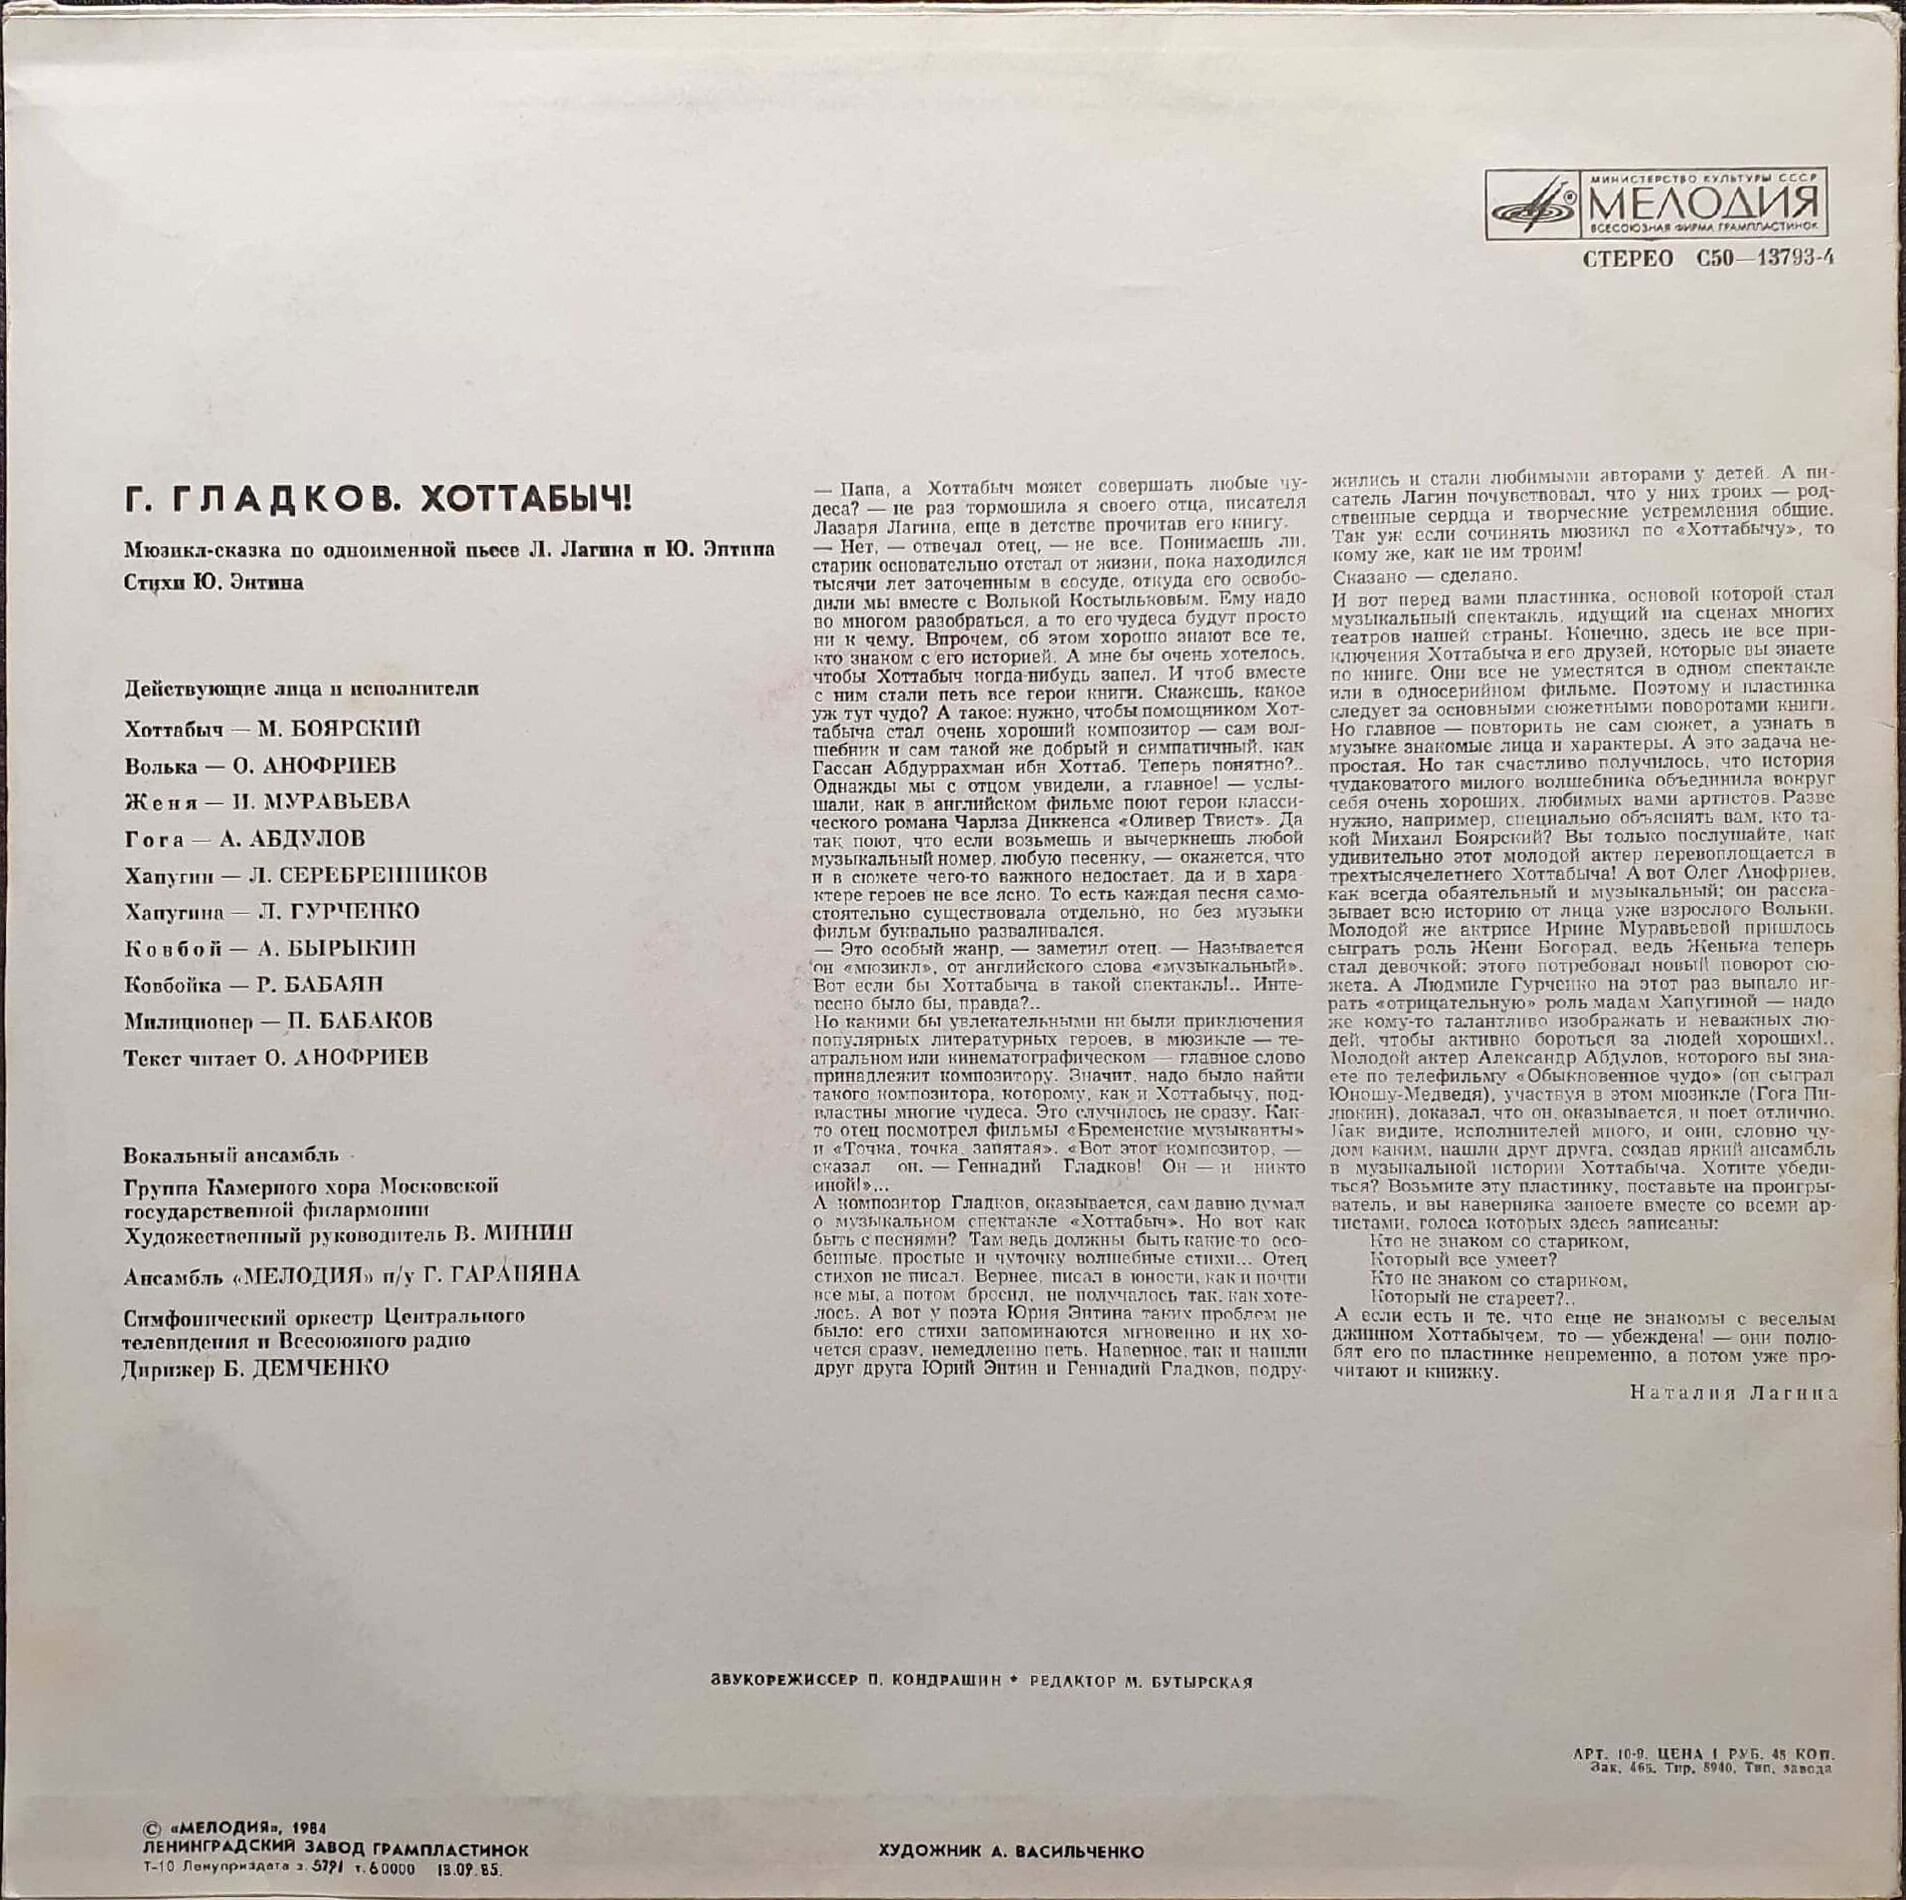 МИНИСТЕРСТВО КУЛЬТУРЫ СССР
МЕЛОДИЯ
ВСЕСОЮЗНАЯ ФИРМА ГРАМПЛАСТИНОК
СТЕРЕО С50—13793-4
Г. ГЛАДКОВ. ХОТТАБЫЧ!
Мюзикл-сказка по одноименной пьесе Л. Лагина и Ю. Энтина
Стихи Ю. Энтина
Действующие лица и исполнители
Хоттабыч — М. БОЯРСКИЙ
Волька — О. АНОФРИЕВ
Женя — И. МУРАВЬЕВА
Гога — А. АБДУЛОВ
Хапугин — Л. СЕРЕБРЕННИКОВ
Хапугина — Л. ГУРЧЕНКО
Ковбой — А. БЫРЫКИН
Ковбойка — Р. БАБАЯН
Милиционер — П. БАБАКОВ
Текст читает О. АНОФРИЕВ
Вокальный ансамбль
Группа Камерного хора Московской
государственной филармонии
Художественный руководитель В. МИНИН
Ансамбль «МЕЛОДИЯ» п/у Г. ГАРАНЯНА
Симфонический оркестр Центрального
телевидения и Всесоюзного радио
Дирижер Б. ДЕМЧЕНКО
— Папа, а Хоттабыч может совершать любые чу-
деса? — не раз тормошила я своего отца, писателя
Лазаря Лагина, еще в детстве прочитав его книгу.
— Нет, — отвечал отец, — не все. Понимаешь ли,
старик основательно отстал от жизни, пока находился
тысячи лет заточенным в сосуде, откуда его освобо-
дили мы вместе с Волькой Костыльковым. Ему надо
во многом разобраться, а то его чудеса будут просто
ни к чему. Впрочем, об этом хорошо знают все те,
кто знаком с его историей. А мне бы очень хотелось,
чтобы Хоттабыч когда-нибудь запел. И чтоб вместе
с ним стали петь все герои книги. Скажешь, какое
уж тут чудо? А такое: нужно, чтобы помощником Хот-
табыча стал очень хороший композитор — сам вол-
шебник и сам такой же добрый и симпатичный, как
Гассан Абдуррахман ибн Хоттаб. Теперь понятно?..
Однажды мы с отцом увидели, а главное! — услы-
шали, как в английском фильме поют герои класси-
ческого романа Чарлза Диккенса «Оливер Твист». Да
так поют, что если возьмешь и вычеркнешь любой
музыкальный номер, любую песенку, — окажется, что
и в сюжете чего-то важного недостает, да и в хара-
ктере героев не все ясно. То есть каждая песня само-
стоятельно существовала отдельно, но без музыки
фильм буквально разваливался.
— Это особый жанр, — заметил отец. — Называется
он «мюзикл», от английского слова «музыкальный».
Вот если бы Хоттабыча в такой спектакль!.. Инте-
ресно было бы, правда?..
Но какими бы увлекательными ни были приключения
популярных литературных героев, в мюзикле — те-
атральном или кинематографическом — главное слово
принадлежит композитору. Значит, надо было найти
такого композитора, которому, как и Хоттабычу, под-
властны многие чудеса. Это случилось не сразу. Как-
то отец посмотрел фильмы «Бременские музыканты»
и «Точка, точка, запятая». «Вот этот композитор, —
сказал он. — Геннадий Гладков! Он — и никто
иной!»...
А композитор Гладков, оказывается, сам давно думал
о музыкальном спектакле «Хоттабыч». Но вот как
быть с песнями? Там ведь должны быть какие-то осо-
бенные, простые и чуточку волшебные стихи... Отец
стихов не писал. Вернее, писал в юности, как и почти
все мы, а потом бросил, не получалось так, как хоте-
лось. А вот у поэта Юрия Энтина таких проблем не
было: его стихи запоминаются мгновенно и их хо-
чется сразу, немедленно петь. Наверное, так и нашли
друг друга Юрий Энтин и Геннадий Гладков, подру-
жились и стали любимыми авторами у детей. А пи-
сатель Лагин почувствовал, что у них троих — род-
ственные сердца и творческие устремления общие.
Так уж если сочинять мюзикл по «Хоттабычу», то
кому же, как не им троим!
Сказано — сделано.
И вот перед вами пластинка, основой которой стал
музыкальный спектакль, идущий на сценах многих
театров нашей страны. Конечно, здесь не все при-
ключения Хоттабыча и его друзей, которые вы знаете
по книге. Они все не уместятся в одном спектакле
или в односерийном фильме. Поэтому и пластинка
следует за основными сюжетными поворотами книги.
Но главное — повторить не сам сюжет, а узнать в
музыке знакомые лица и характеры. А это задача не-
простая. Но так счастливо получилось, что история
чудаковатого милого волшебника объединила вокруг
себя очень хороших, любимых вами артистов. Разве
нужно, например, специально объяснять вам, кто та-
кой Михаил Боярский? Вы только послушайте, как
удивительно этот молодой актер перевоплощается в
трехтысячелетнего Хоттабыча! А вот Олег Анофриев,
как всегда обаятельный и музыкальный; он расска-
зывает всю историю от лица уже взрослого Вольки.
Молодой же актрисе Ирине Муравьевой пришлось
сыграть роль Жени Богорад, ведь Женька теперь
стал девочкой: этого потребовал новый поворот сю-
жета. А Людмиле Гурченко на этот раз выпало иг-
рать «отрицательную» роль мадам Хапугиной — надо
же кому-то талантливо изображать и неважных лю-
дей, чтобы активно бороться за людей хороших!..
Молодой актер Александр Абдулов, которого вы зна-
ете по телефильму «Обыкновенное чудо» (он сыграл
Юношу-Медведя), участвуя в этом мюзикле (Гога Пи-
люкин), доказал, что он, оказывается, и поет отлично.
Как видите, исполнителей много, и они, словно чу-
дом каким, нашли друг друга, создав яркий ансамбль
в музыкальной истории Хоттабыча. Хотите убеди-
ться? Возьмите эту пластинку, поставьте на проигры-
ватель, и вы наверняка запоете вместе со всеми ар-
тистами, голоса которых здесь записаны:
Кто не знаком со стариком,
Который все умеет?
Кто не знаком со стариком,
Который не стареет?..
А если есть и те, что еще не знакомы с веселым
джинном Хоттабычем, то — убеждена! — они полю-
бят его по пластинке непременно, а потом уже про-
читают и книжку.
Наталия Лагина
ЗВУКОРЕЖИССЕР П. КОНДРАШИН * РЕДАКТОР М. БУТЫРСКАЯ
АРТ. 10-9. ЦЕНА 1 РУБ. 45 КОП.
Зак. 465. Тир. 8940. Тип. завода
© «МЕЛОДИЯ», 1984
ЛЕНИНГРАДСКИЙ ЗАВОД ГРАМПЛАСТИНОК
Т-10 Ленуприздата з. 5791 т. 60000 18.09.85.
ХУДОЖНИК А. ВАСИЛЬЧЕНКО